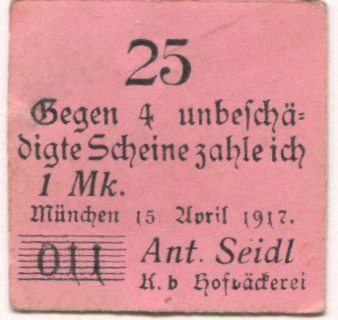 25
Gegen 4 unbeschä=
digte Scheine zahle ich
1 Mk.
München 15. April 1917.
011 Ant. Seidl
K. b Hofbäckerei